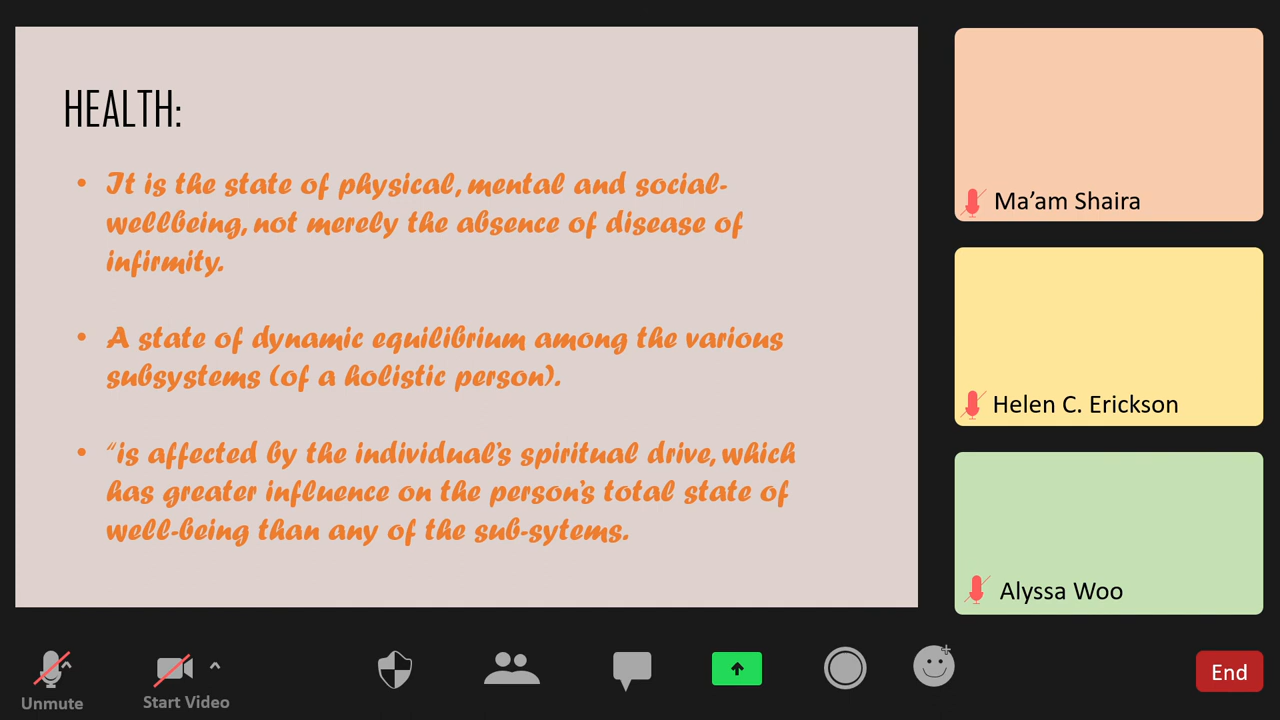 HEALTH:
• It is the state of physical, mental and social-
wellbeing, not merely the absence of disease of
infirmity.
• A state of dynamic equilibrium among the various
subsystems (of a holistic person).
• “is affected by the individual’s spiritual drive, which
has greater influence on the person’s total state of
well-being than any of the sub-sytems.
Ma’am Shaira
Helen C. Erickson
Alyssa Woo
Unmute
Start Video
End